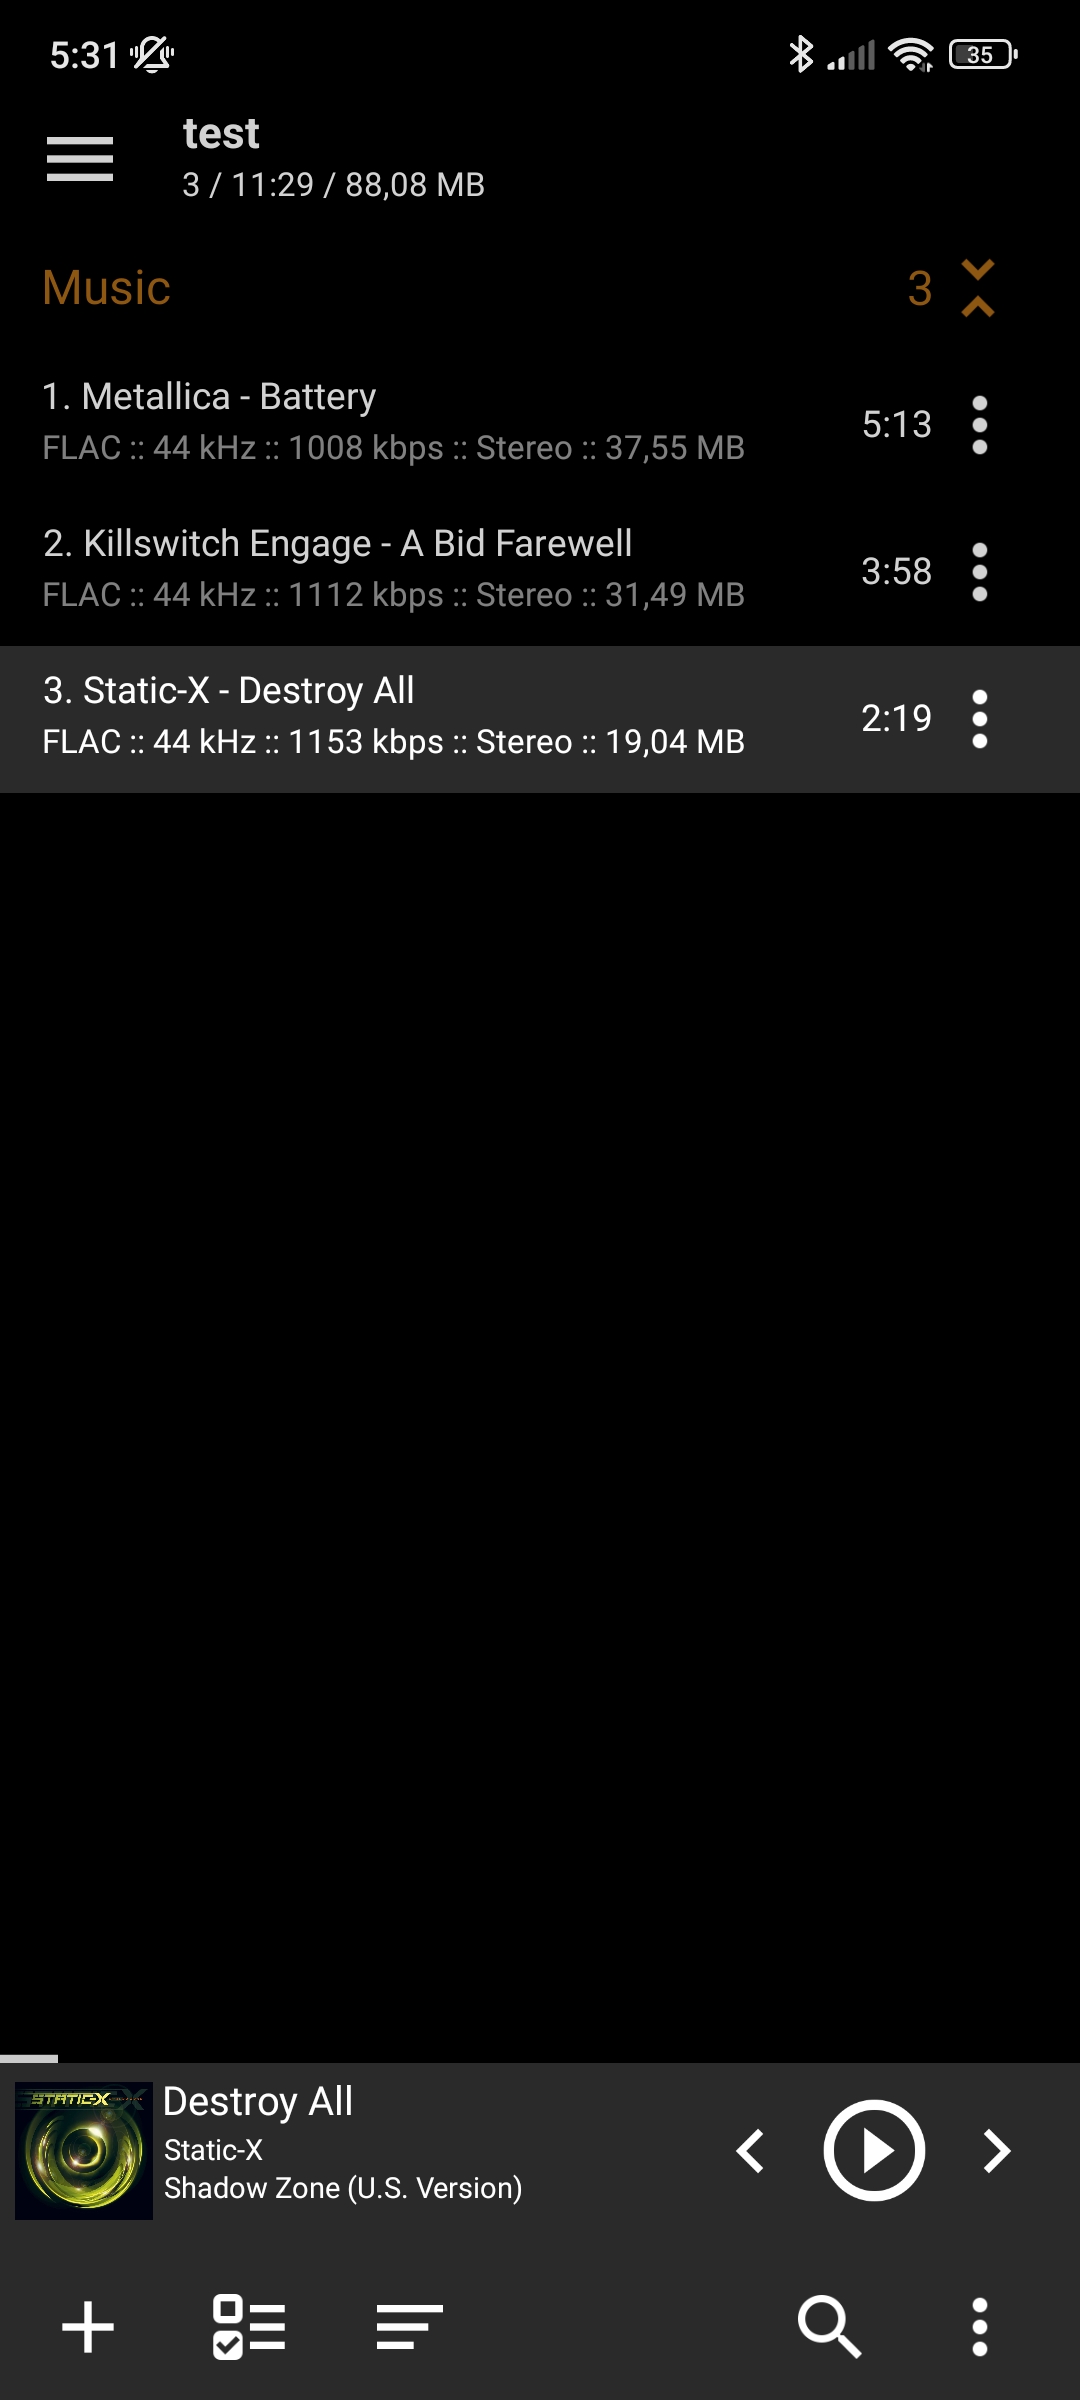 5:31
35
test
3 / 11:29 / 88,08 MB
Music 3
1. Metallica - Battery
5:13
FLAC :: 44 kHz :: 1008 kbps :: Stereo :: 37,55 MB
2. Killswitch Engage - A Bid Farewell
3:58
FLAC :: 44 kHz :: 1112 kbps :: Stereo :: 31,49 MB
3. Static-X - Destroy All
2:19
FLAC :: 44 kHz :: 1153 kbps :: Stereo :: 19,04 MB
STATIC-X
Destroy All
Static-X
Shadow Zone (U.S. Version)